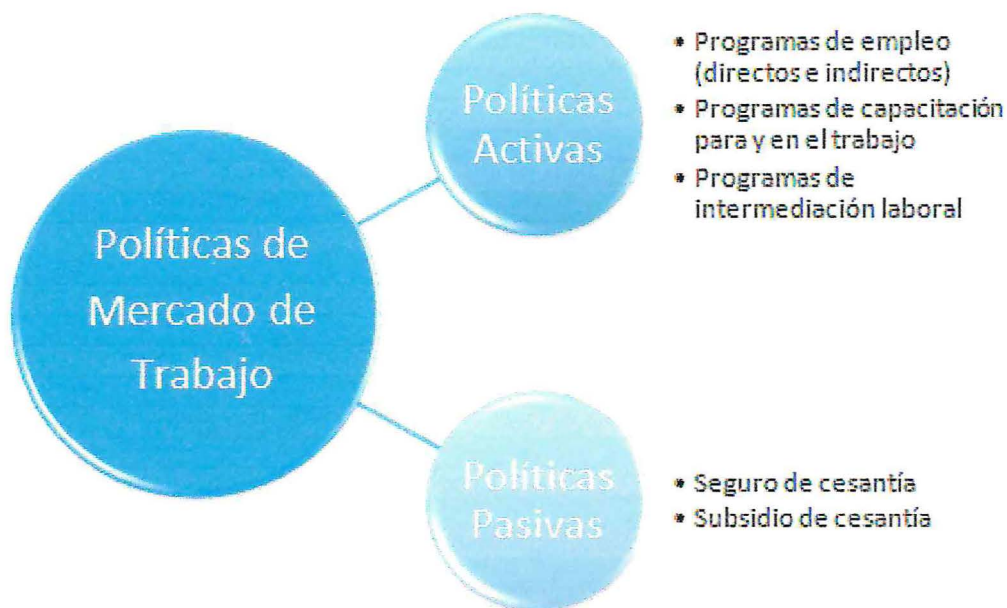 Políticas de
Mercado de
Trabajo
Políticas
Activas
• Programas de empleo
(directos e indirectos)
• Programas de capacitación
para y en el trabajo
• Programas de
intermediación laboral
Políticas
Pasivas
• Seguro de cesantía
• Subsidio de cesantía